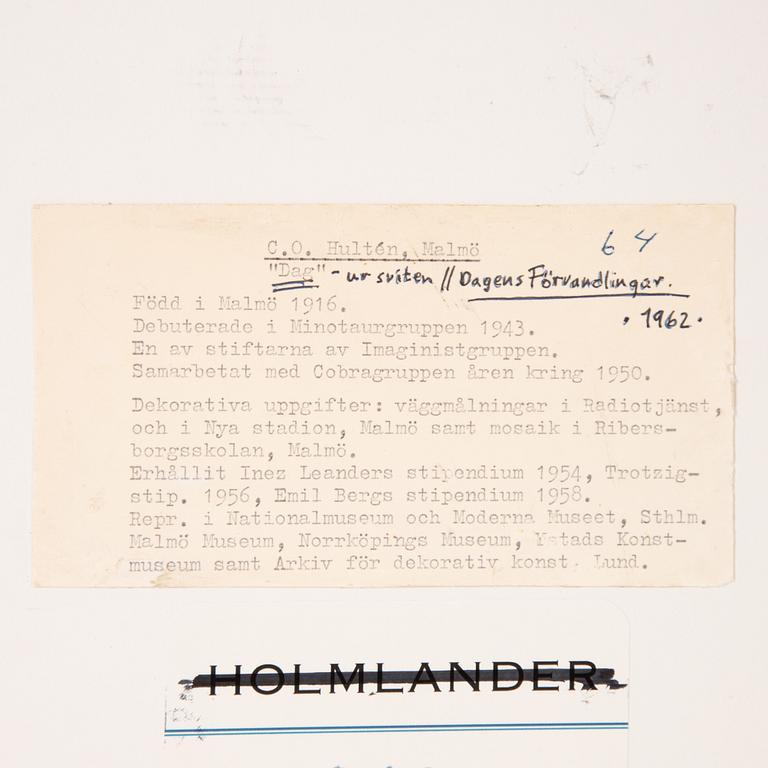 C.O. Hultén, Malmö 64
"Dag" - ur sviten // Dagens Förvandlingar.
Född i Malmö 1916. . 1962.
Debuterade i Minotaurgruppen 1943.
En av stiftarna av Imaginistgruppen.
Samarbetat med Cobragruppen åren kring 1950.
Dekorativa uppgifter: väggmålningar i Radiotjänst,
och i Nya stadion, Malmö samt mosaik i Ribers-
borgsskolan, Malmö.
Erhållit Inez Leanders stipendium 1954, Trotzig-
stip. 1956, Emil Bergs stipendium 1958.
Repr. i Nationalmuseum och Moderna Museet, Sthlm.
Malmö Museum, Norrköpings Museum, Ystads Konst-
museum samt Arkiv för dekorativ konst, Lund.
HOLMLANDER